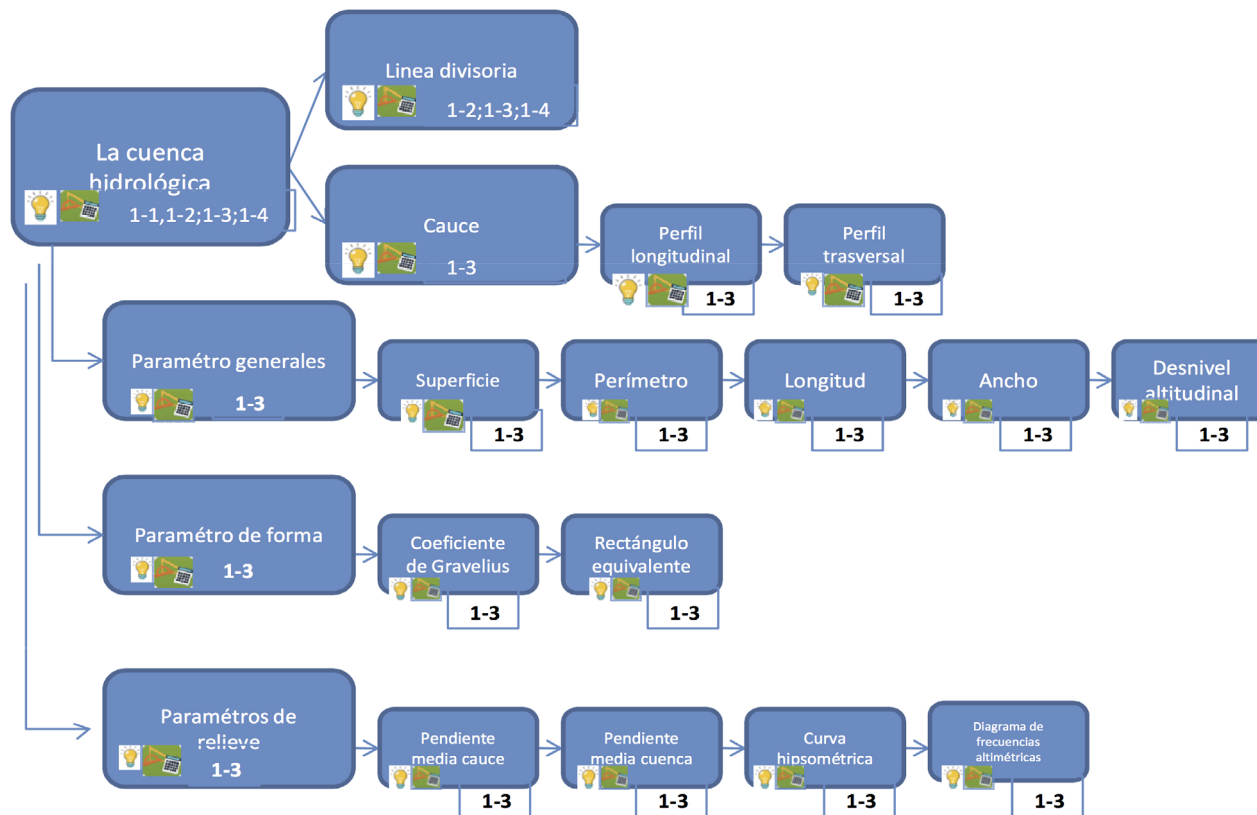 Linea divisoria
1-2;1-3;1-4
La cuenca
hidrológica
1-1,1-2;1-3;1-4
Cauce
1-3
Perfil
longitudinal
1-3
Perfil
trasversal
1-3
Paramétro generales
1-3
Superficie
1-3
Perímetro
1-3
Longitud
1-3
Ancho
1-3
Desnivel
altitudinal
1-3
Paramétro de forma
1-3
Coeficiente
de Gravelius
1-3
Rectángulo
equivalente
1-3
Paramétros de
relieve
1-3
Pendiente
media cauce
1-3
Pendiente
media cuenca
1-3
Curva
hipsométrica
1-3
Diagrama de
frecuencias
altimétricas
1-3